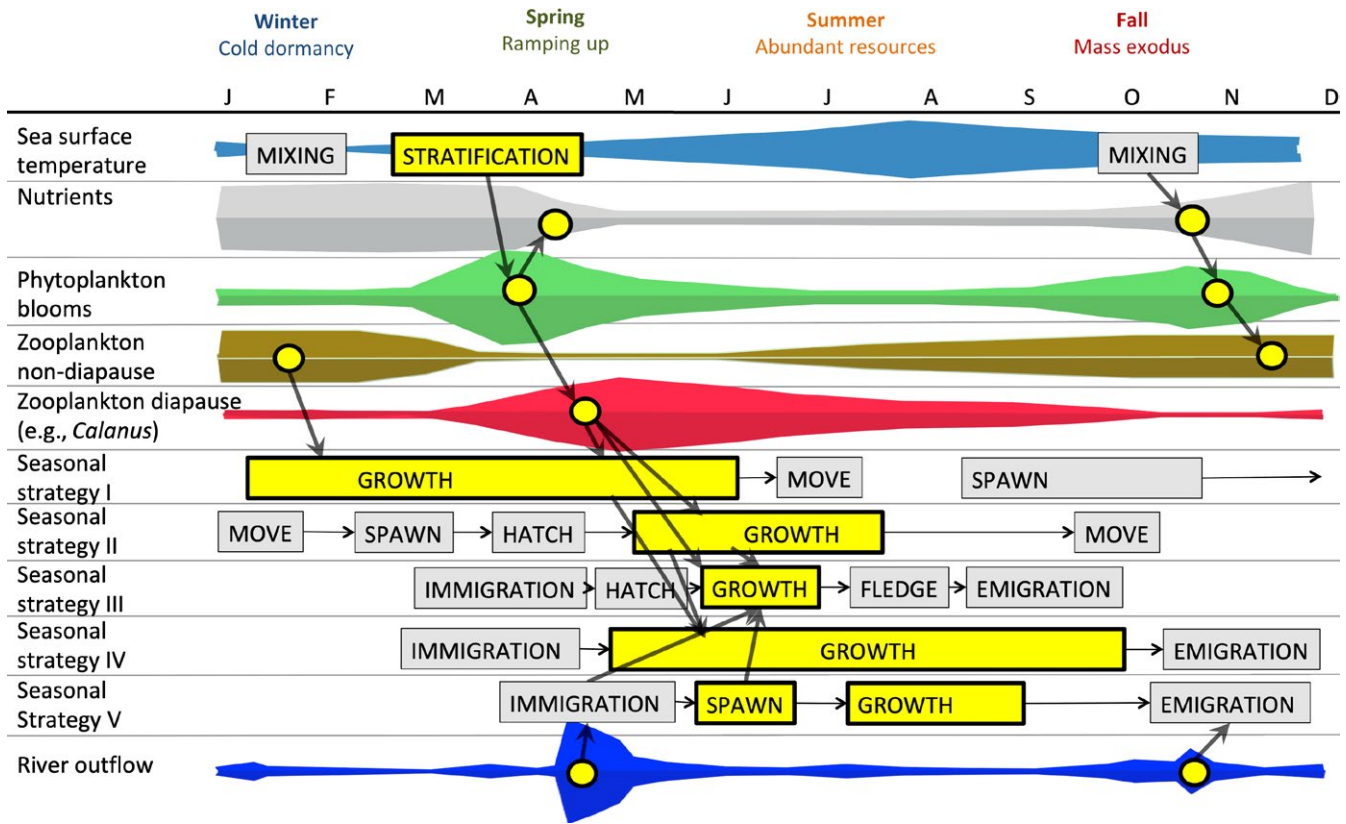 Winter
Cold dormancy
Spring
Ramping up
Summer
Abundant resources
Fall
Mass exodus
J F M A M J J A S O N D
Sea surface
temperature
MIXING
STRATIFICATION
MIXING
Nutrients
Phytoplankton
blooms
Zooplankton
non-diapause
Zooplankton diapause
(e.g., Calanus)
Seasonal
strategy I
GROWTH
MOVE
SPAWN
Seasonal
strategy II
MOVE
SPAWN
HATCH
GROWTH
MOVE
Seasonal
strategy III
IMMIGRATION
HATCH
GROWTH
FLEDGE
EMIGRATION
Seasonal
strategy IV
IMMIGRATION
GROWTH
EMIGRATION
Seasonal
Strategy V
IMMIGRATION
SPAWN
GROWTH
EMIGRATION
River outflow